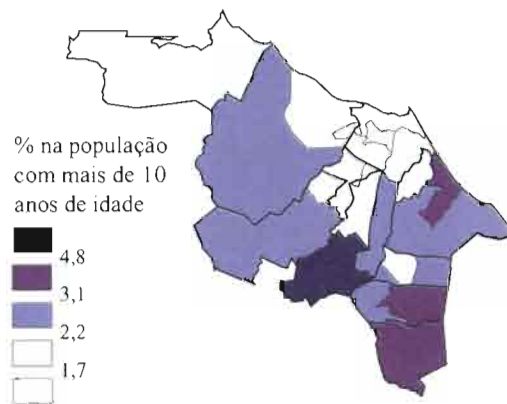 % na população
com mais de 10
anos de idade
4,8
3,1
2,2
1,7